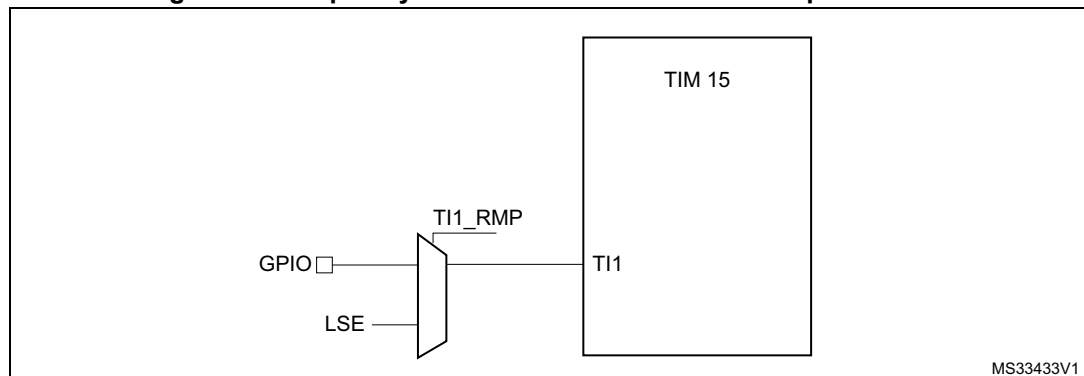 TIM 15
TI1_RMP
GPIO
TI1
LSE
MS33433V1